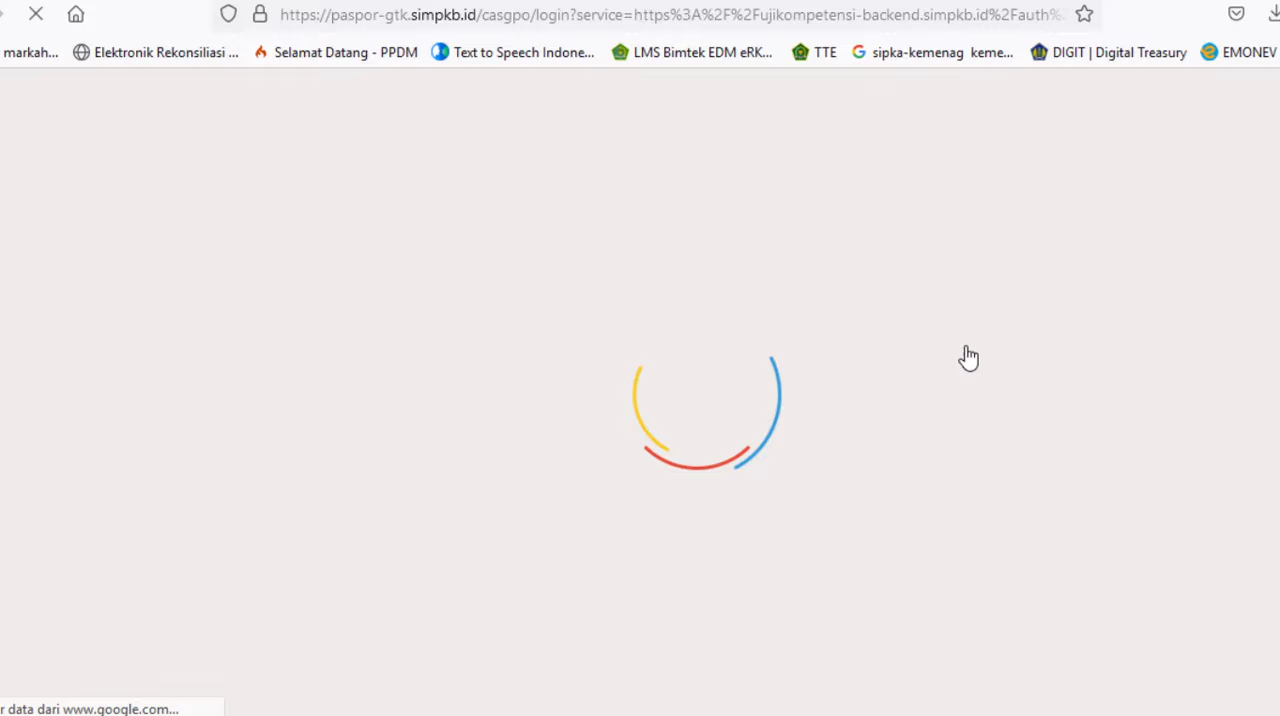 https://paspor-gtk.simpkb.id/casgpo/login?service=https%3A%2F%2Fujikompetensi-backend.simpkb.id%2Fauth%
markah... Elektronik Rekonsiliasi ... Selamat Datang - PPDM Text to Speech Indone... LMS Bimtek EDM eRK... TTE sipka-kemenag keme... DIGIT | Digital Treasury EMONEV
r data dari www.google.com...